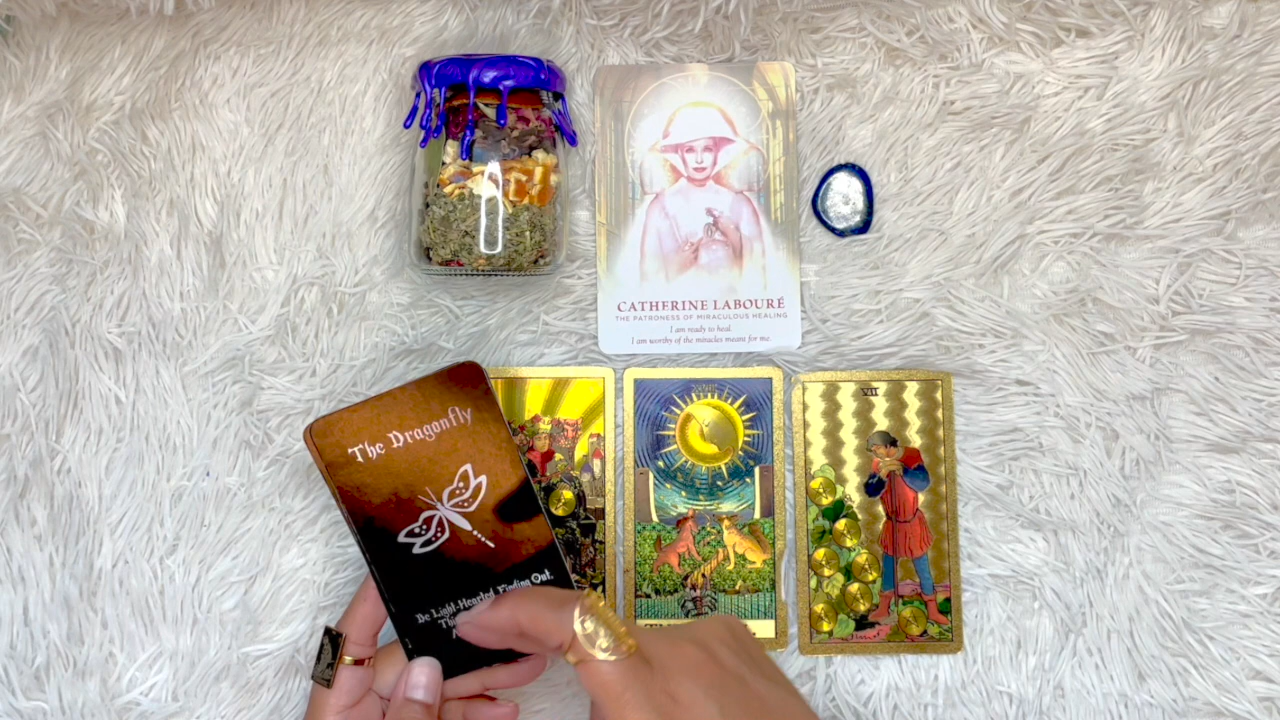 CATHERINE LABOURÉ
THE PATRONESS OF MIRACULOUS HEALING
I am ready to heal.
I am worthy of the miracles meant for me.
The Dragonfly
Be Light-Hearted Finding Out.
VII